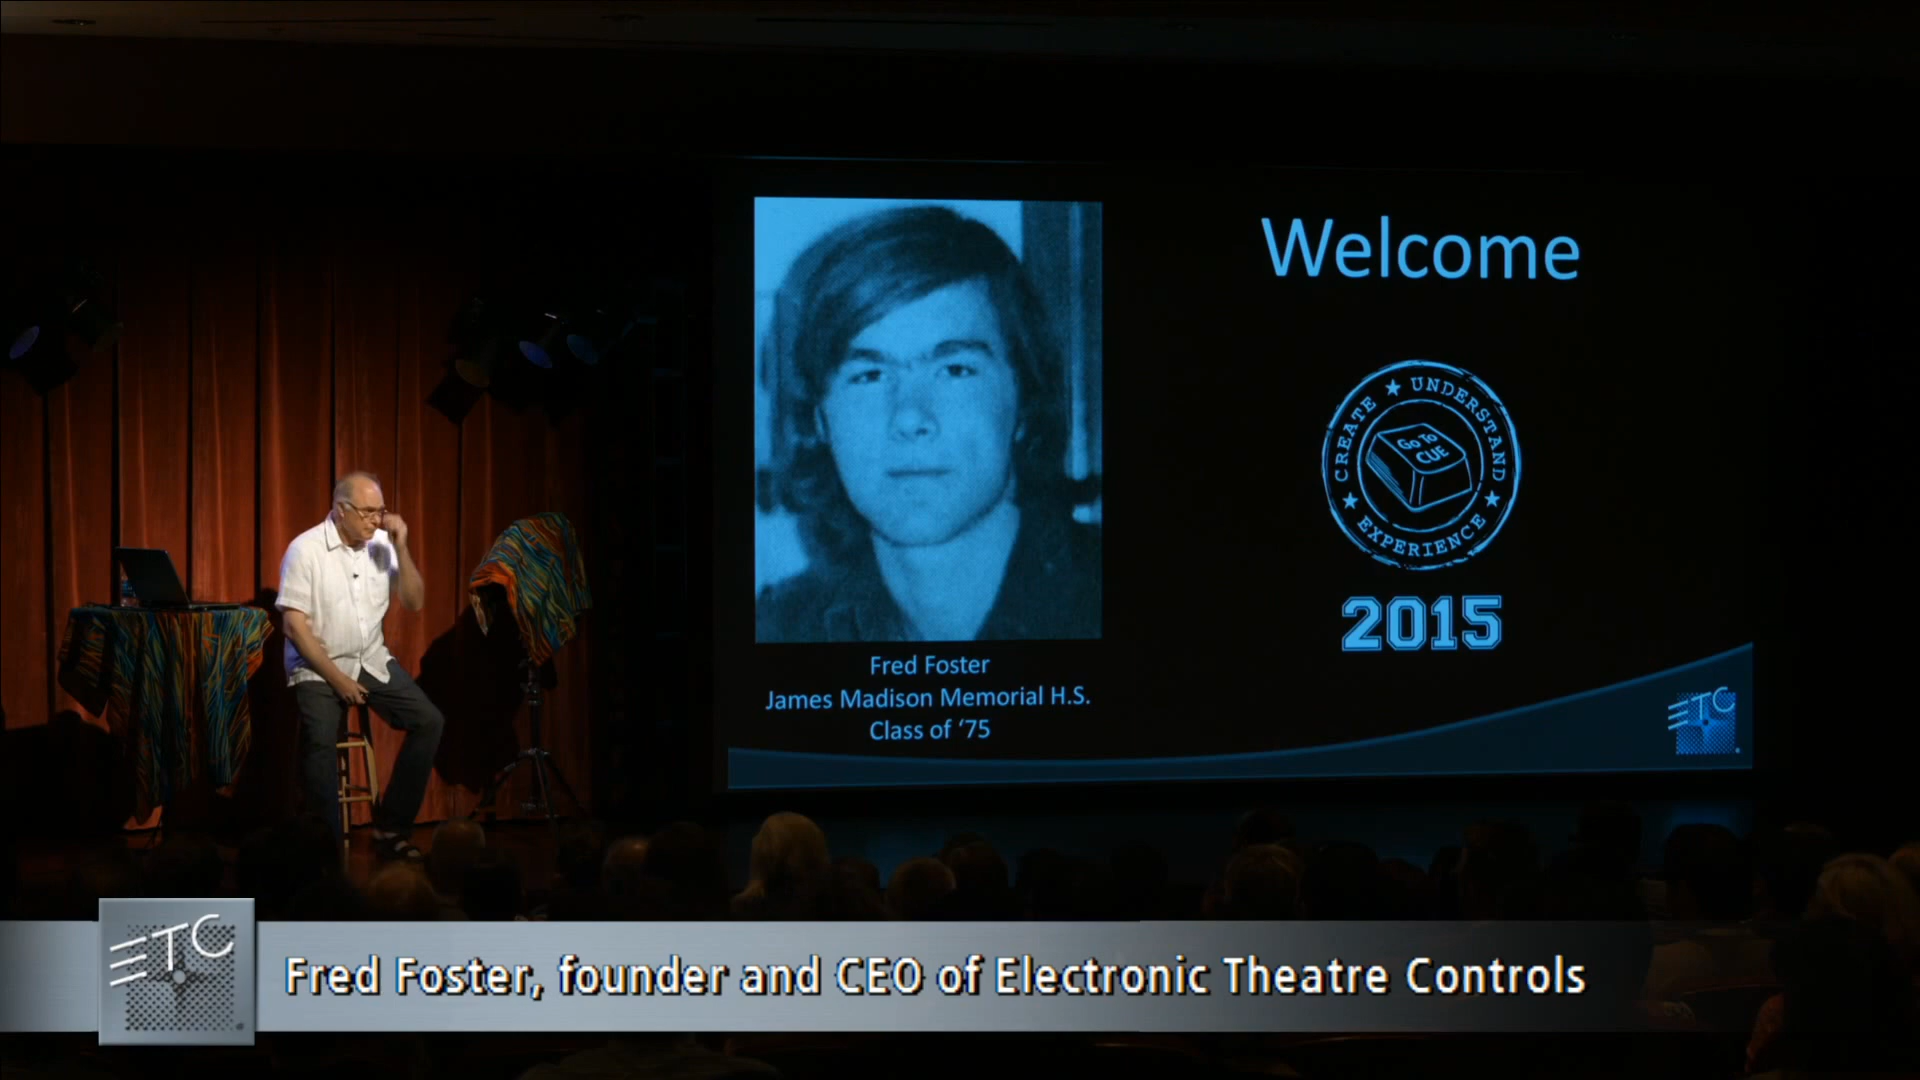 Welcome
CREATE ★ UNDERSTAND ★ EXPERIENCE ★
GO TO
CUE
2015
Fred Foster
James Madison Memorial H.S.
Class of ‘75
ETC
ETC
Fred Foster, founder and CEO of Electronic Theatre Controls